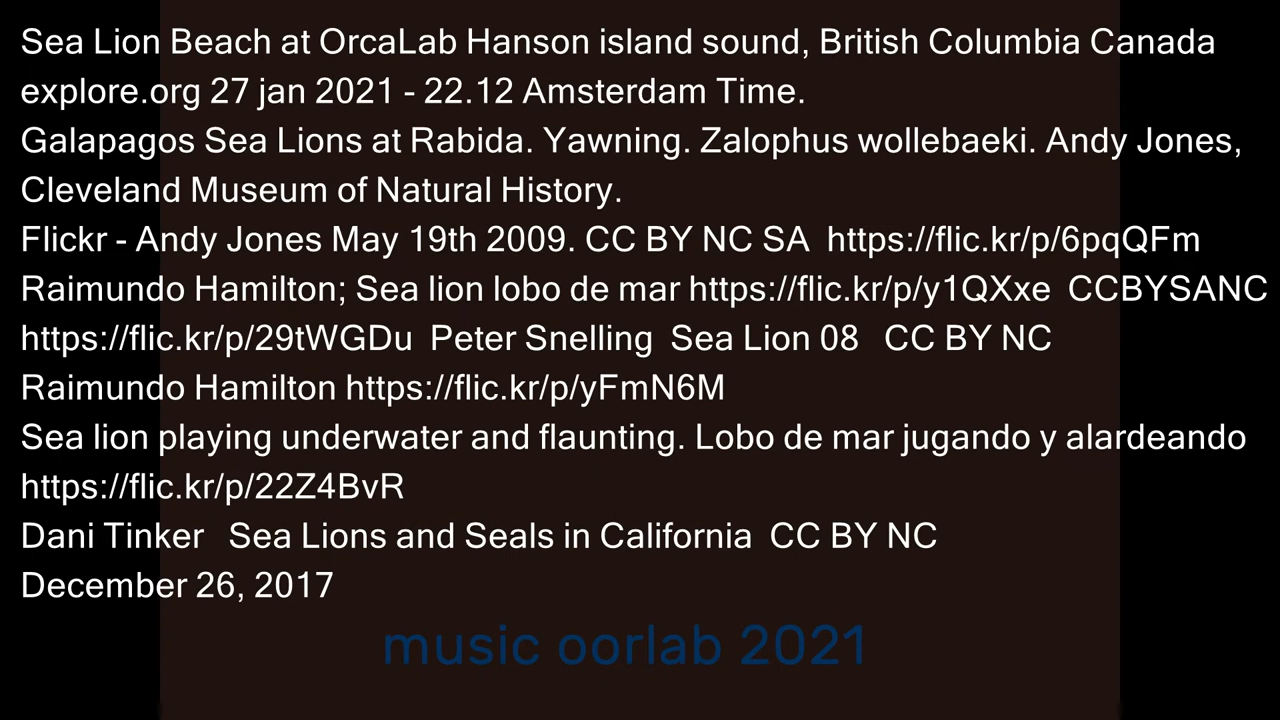 Sea Lion Beach at OrcaLab Hanson island sound, British Columbia Canada
explore.org 27 jan 2021 - 22.12 Amsterdam Time.
Galapagos Sea Lions at Rabida. Yawning. Zalophus wollebaeki. Andy Jones,
Cleveland Museum of Natural History.
Flickr - Andy Jones May 19th 2009. CC BY NC SA  https://flic.kr/p/6pqQFm
Raimundo Hamilton; Sea lion lobo de mar https://flic.kr/p/y1QXxe  CCBYSANC
https://flic.kr/p/29tWGDu  Peter Snelling  Sea Lion 08   CC BY NC
Raimundo Hamilton https://flic.kr/p/yFmN6M
Sea lion playing underwater and flaunting. Lobo de mar jugando y alardeando
https://flic.kr/p/22Z4BvR
Dani Tinker   Sea Lions and Seals in California  CC BY NC
December 26, 2017
music oorlab 2021